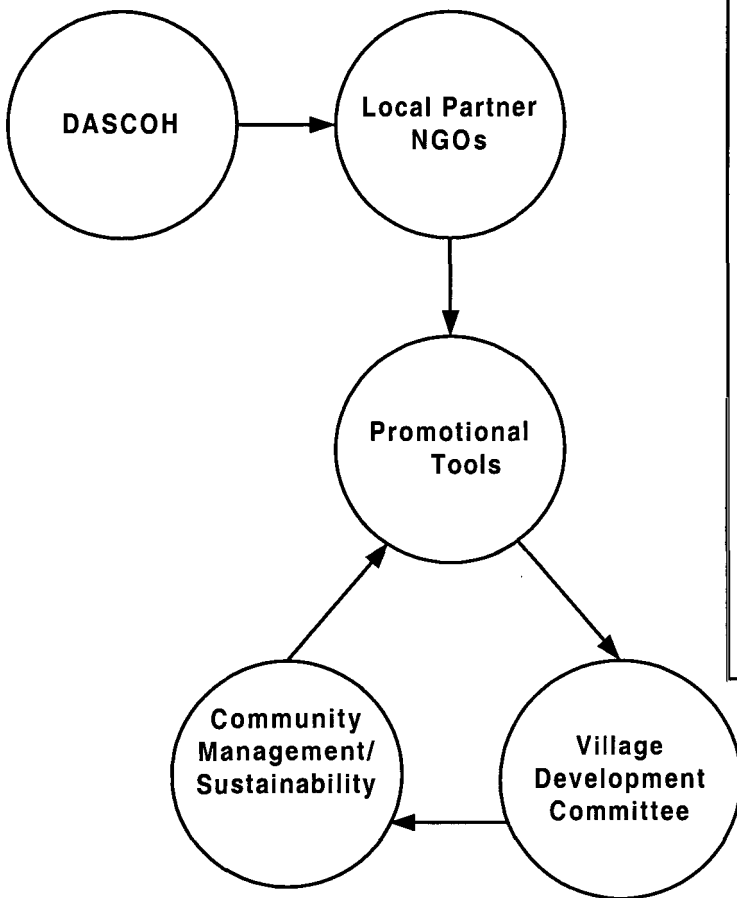 DASCOH
Local Partner
NGOs
Promotional
Tools
Community
Management/
Sustainability
Village
Development
Committee